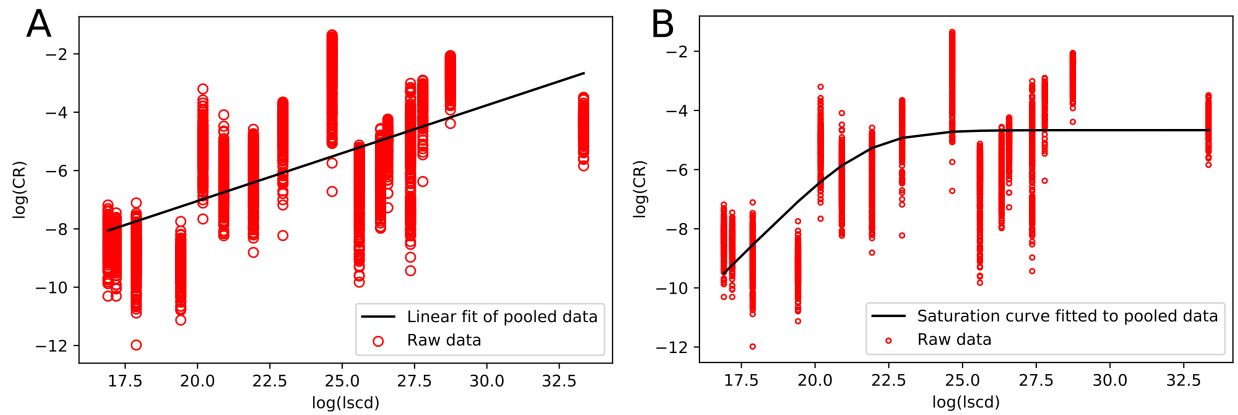 A
−2
−4
−6
−8
−10
−12
log(CR)
17.5 20.0 22.5 25.0 27.5 30.0 32.5
log(lscd)
Linear fit of pooled data
Raw data
B
−2
−4
−6
−8
−10
−12
log(CR)
17.5 20.0 22.5 25.0 27.5 30.0 32.5
log(lscd)
Saturation curve fitted to pooled data
Raw data